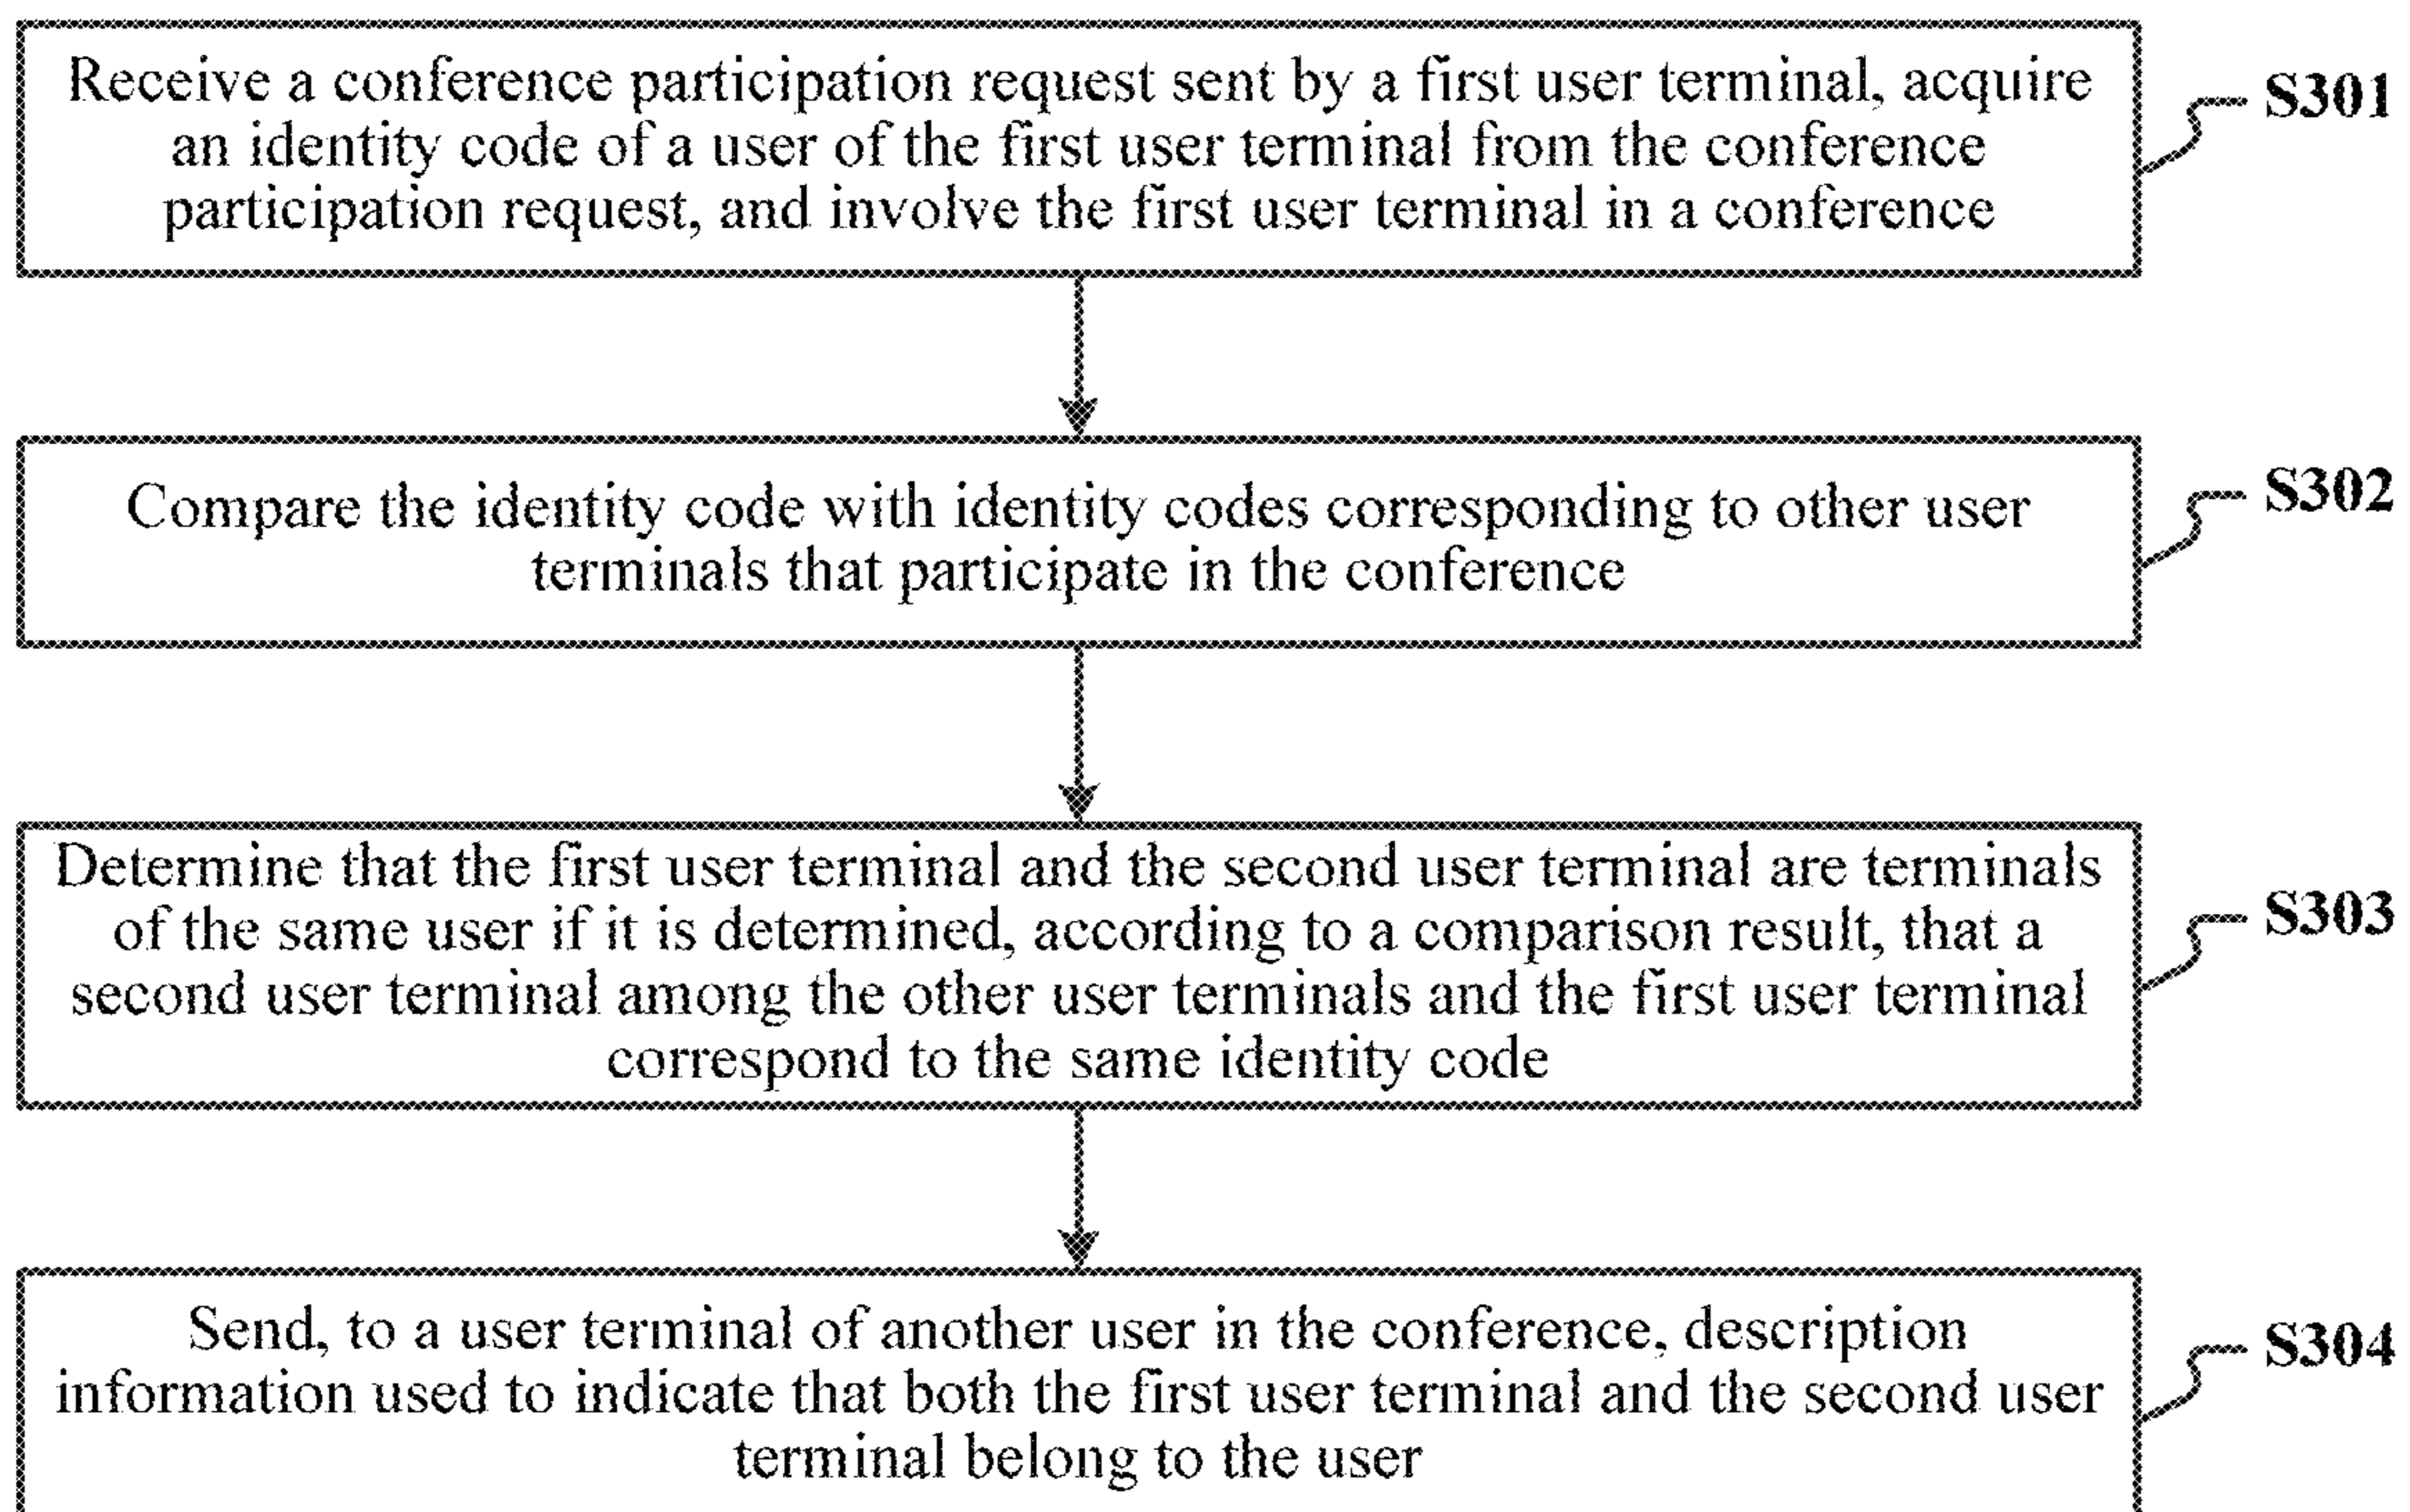 Receive a conference participation request sent by a first user terminal, acquire
an identity code of a user of the first user terminal from the conference
participation request, and involve the first user terminal in a conference
S301
Compare the identity code with identity codes corresponding to other user
terminals that participate in the conference
S302
Determine that the first user terminal and the second user terminal are terminals
of the same user if it is determined, according to a comparison result, that a
second user terminal among the other user terminals and the first user terminal
correspond to the same identity code
S303
Send, to a user terminal of another user in the conference, description
information used to indicate that both the first user terminal and the second user
terminal belong to the user
S304